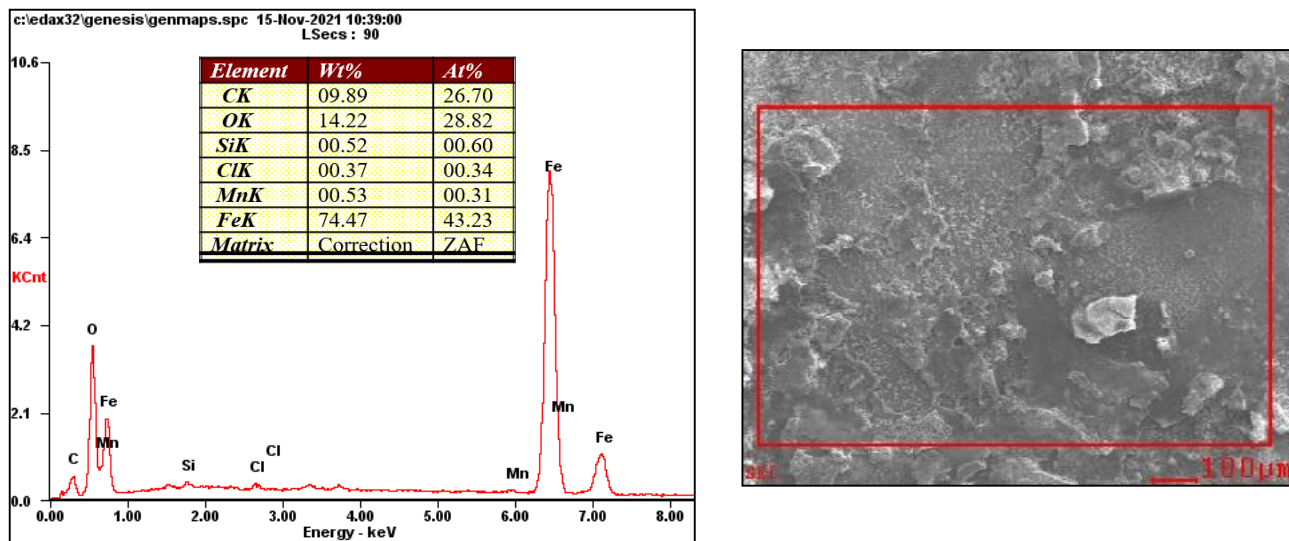 c:\edax32\genesis\genmaps.spc 15-Nov-2021 10:39:00
LSecs : 90
10.6
8.5
6.4
KCnt
4.2
2.1
0.0
Element Wt% At%
CK 09.89 26.70
OK 14.22 28.82
SiK 00.52 00.60
ClK 00.37 00.34
MnK 00.53 00.31
FeK 74.47 43.23
Matrix Correction ZAF
C
O
Fe
Mn
Si
Cl
Cl
Mn
Fe
Mn
Fe
0.00 1.00 2.00 3.00 4.00 5.00 6.00 7.00 8.00
Energy - keV
SEI
100µm